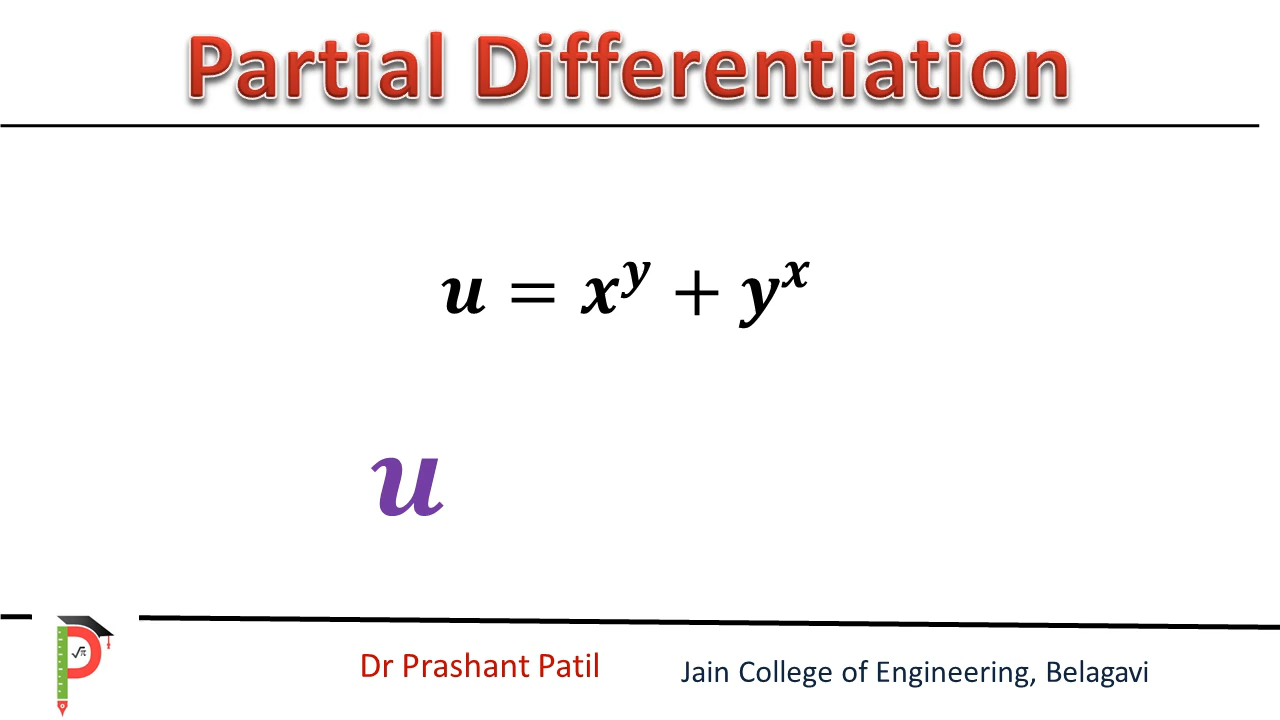 Partial Differentiation
𝒖 = 𝒙^𝒚 + 𝒚^𝒙
𝒖
√π
Dr Prashant Patil
Jain College of Engineering, Belagavi